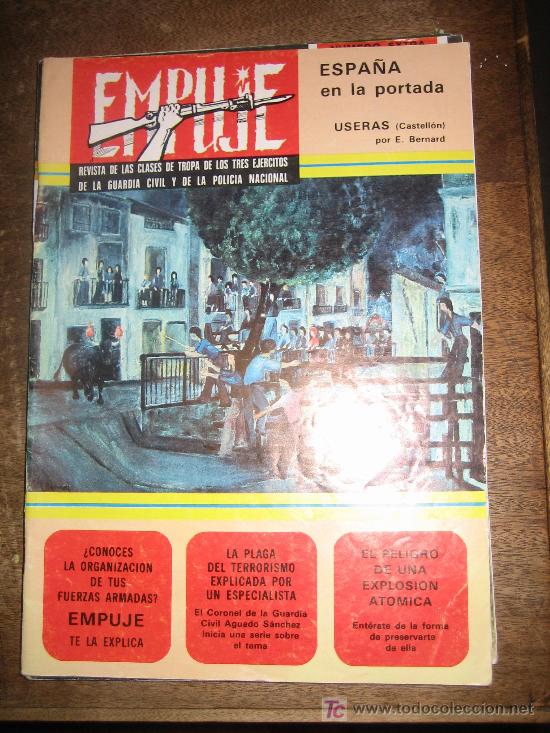 NUMERO EXTRA
EMPUJE
REVISTA DE LAS CLASES DE TROPA DE LOS TRES EJERCITOS
DE LA GUARDIA CIVIL Y DE LA POLICIA NACIONAL
ESPAÑA
en la portada
USERAS (Castellón)
por E. Bernard
¿CONOCES
LA ORGANIZACION
DE TUS
FUERZAS ARMADAS?
EMPUJE
TE LA EXPLICA
LA PLAGA
DEL TERRORISMO
EXPLICADA POR
UN ESPECIALISTA
El Coronel de la Guardia
Civil Aguado Sánchez
Inicia una serie sobre
el tema
EL PELIGRO
DE UNA
EXPLOSION
ATOMICA
Entérate de la forma
de preservarte
de ella
TC todocoleccion.net